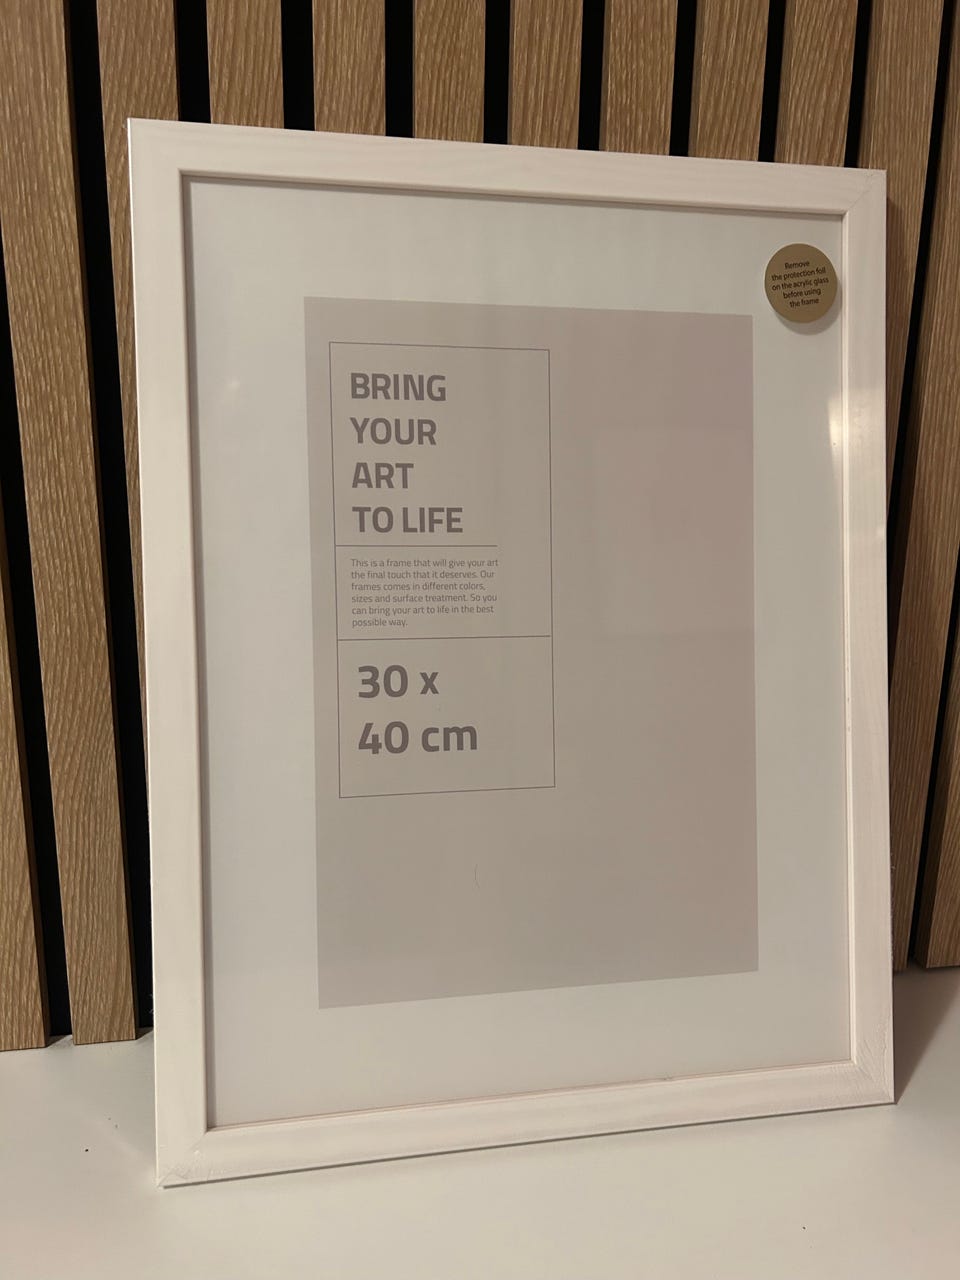 Remove
the protection foil
on the acrylic glass
before using
the frame
BRING
YOUR
ART
TO LIFE
This is a frame that will give your art
the final touch that it deserves. Our
frames comes in different colors,
sizes and surface treatment. So you
can bring your art to life in the best
possible way.
30 x
40 cm